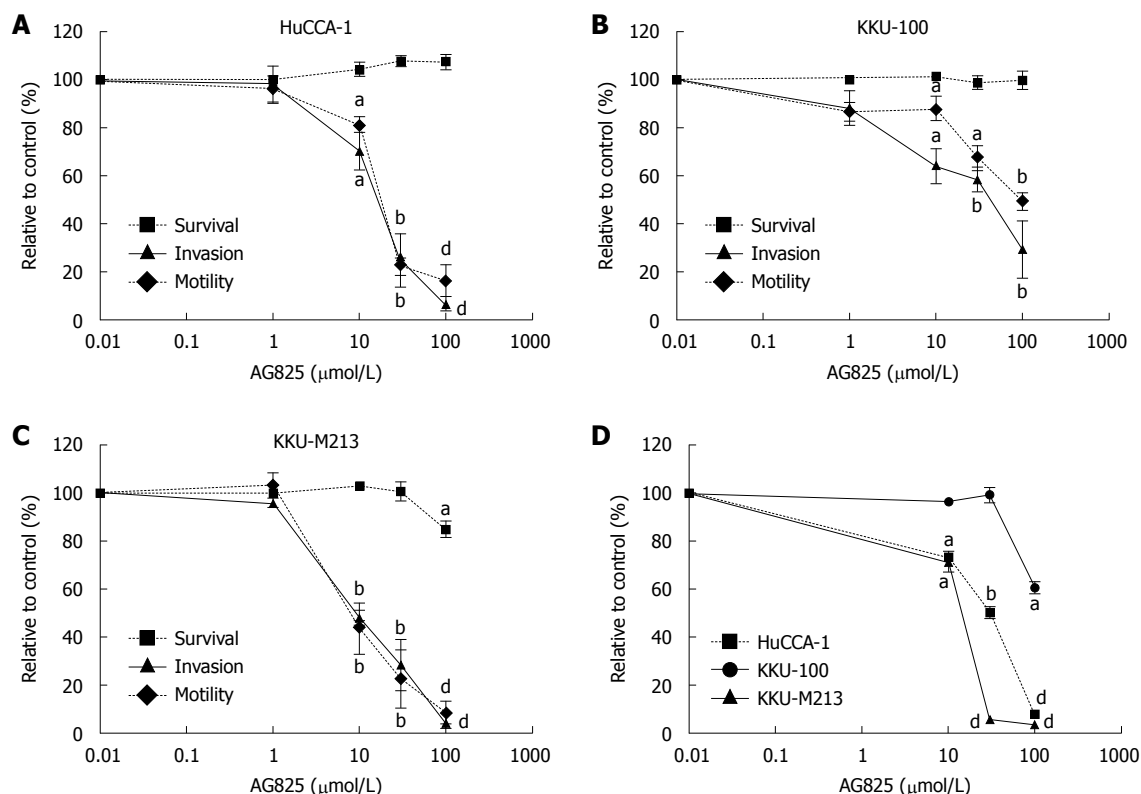 A
HuCCA-1
120
100
80
60
40
20
0
Relative to control (%)
a
a
b
b
d
d
Survival
Invasion
Motility
0.01 0.1 1 10 100 1000
AG825 (μmol/L)
B
KKU-100
120
100
80
60
40
20
0
Relative to control (%)
a
a
a
b
b
b
Survival
Invasion
Motility
0.01 0.1 1 10 100 1000
AG825 (μmol/L)
C
KKU-M213
120
100
80
60
40
20
0
Relative to control (%)
a
b
b
b
b
d
d
Survival
Invasion
Motility
0.01 0.1 1 10 100 1000
AG825 (μmol/L)
D
120
100
80
60
40
20
0
Relative to control (%)
a
a
b
a
d
d
d
HuCCA-1
KKU-100
KKU-M213
0.01 0.1 1 10 100 1000
AG825 (μmol/L)